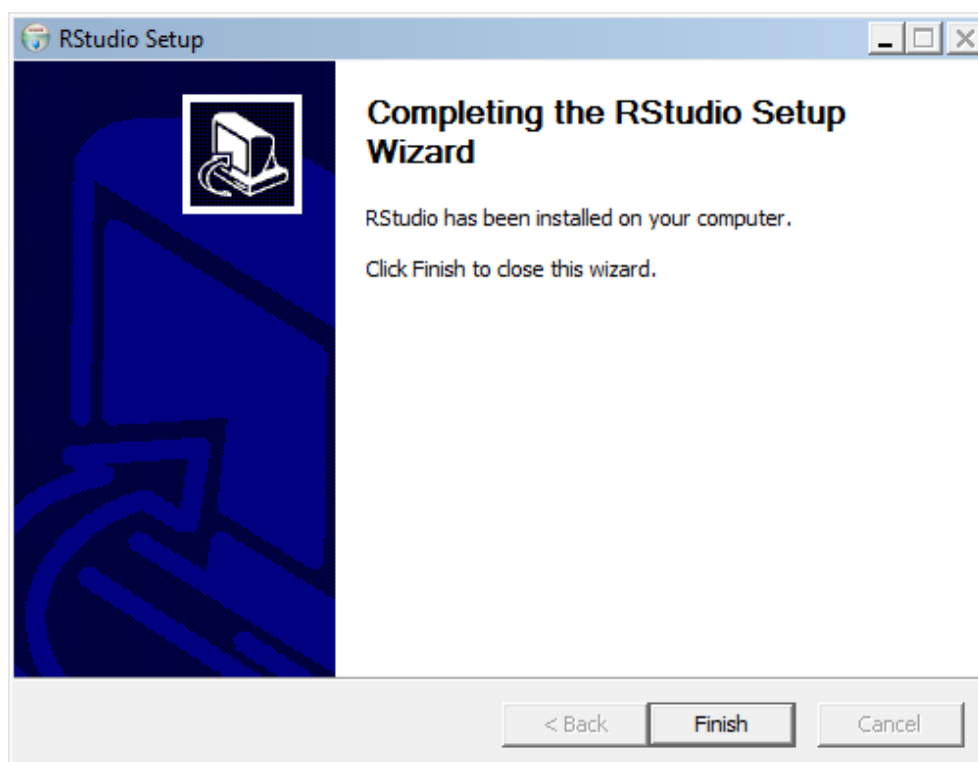 RStudio Setup
Completing the RStudio Setup
Wizard
RStudio has been installed on your computer.
Click Finish to close this wizard.
< Back
Finish
Cancel